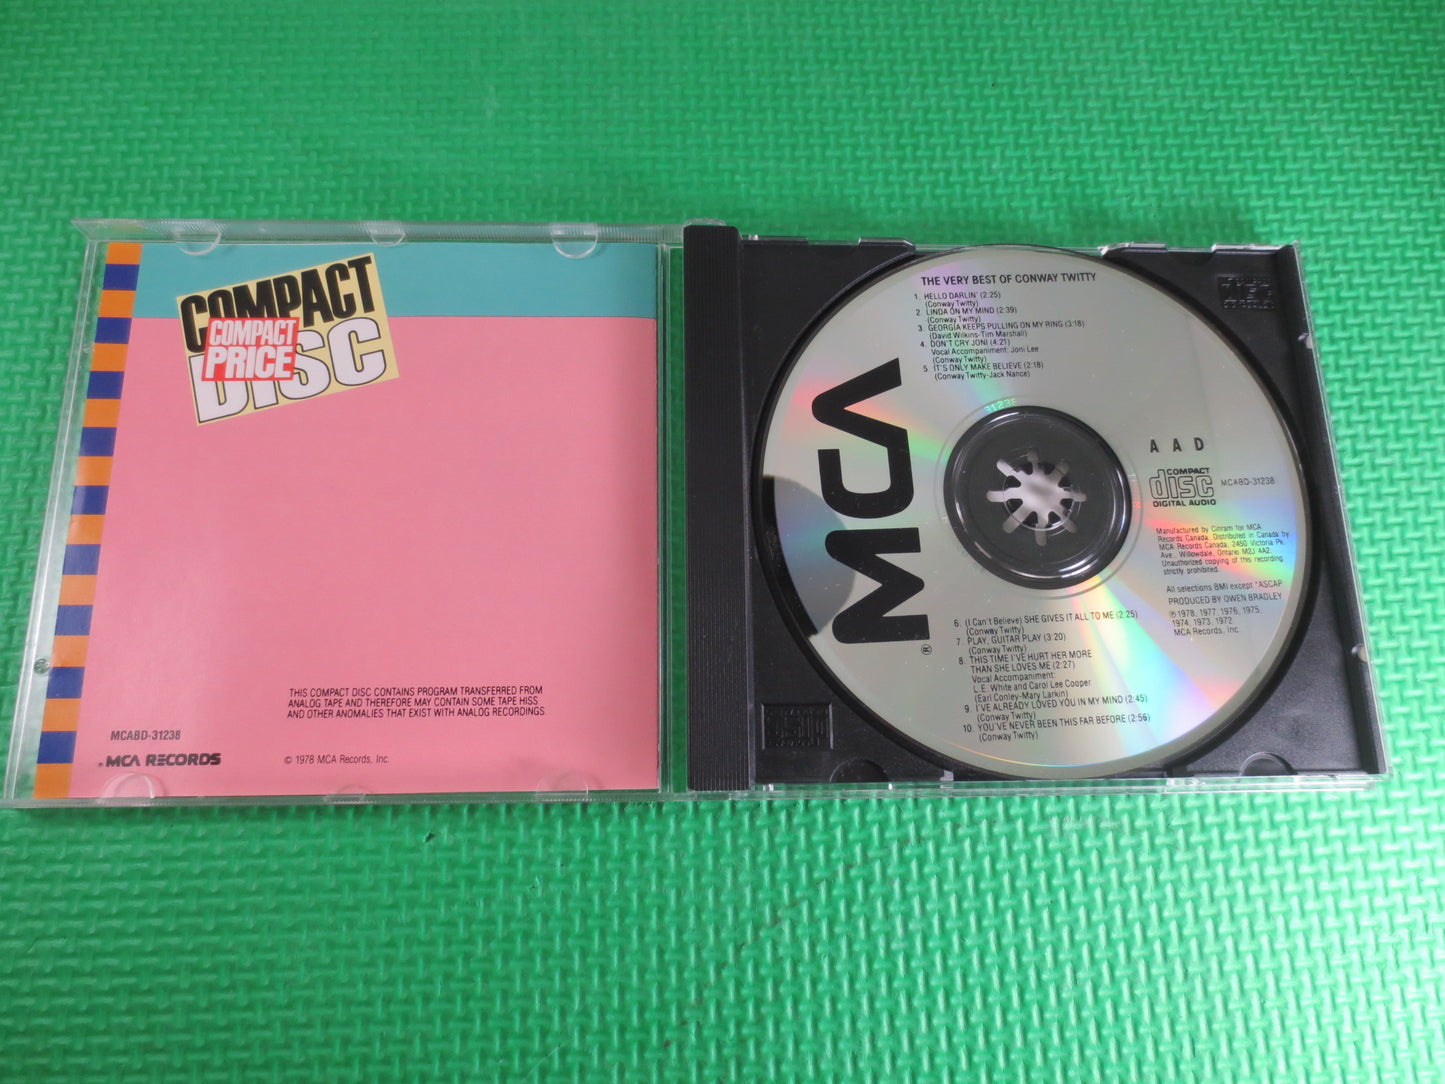 COMPACT
DISC
COMPACT
PRICE
THIS COMPACT DISC CONTAINS PROGRAM TRANSFERRED FROM
ANALOG TAPE AND THEREFORE MAY CONTAIN SOME TAPE HISS
AND OTHER ANOMALIES THAT EXIST WITH ANALOG RECORDINGS.
MCABD-31238
MCA RECORDS
© 1978 MCA Records, Inc.
THE VERY BEST OF CONWAY TWITTY
1. HELLO DARLIN' (2:25)
(Conway Twitty)
2. LINDA ON MY MIND (2:39)
(Conway Twitty)
3. GEORGIA KEEPS PULLING ON MY RING (3:18)
(David Wilkins-Tim Marshall)
4. DON'T CRY JONI (4:21)
Vocal Accompaniment: Joni Lee
(Conway Twitty)
5 IT'S ONLY MAKE BELIEVE (2:18)
(Conway Twitty-Jack Nance)
31238
MCA
®
A A D
COMPACT
disc
DIGITAL AUDIO
MCABD-31238
Manufactured by Cinram for MCA
Records Canada. Distributed in Canada by
MCA Records Canada, 2450 Victoria Pk.
Ave., Willowdale, Ontario M2J 4A2.
Unauthorized copying of this recording
strictly prohibited.
All selections BMI except *ASCAP
PRODUCED BY OWEN BRADLEY
℗ 1978, 1977, 1976, 1975,
1974, 1973, 1972
MCA Records, Inc.
6. (I Can't Believe) SHE GIVES IT ALL TO ME (2:25)
(Conway Twitty)
7. PLAY, GUITAR PLAY (3:20)
(Conway Twitty)
8. THIS TIME I'VE HURT HER MORE
THAN SHE LOVES ME (2:27)
Vocal Accompaniment:
L.E. White and Carol Lee Cooper
(Earl Conley-Mary Larkin)
9. I'VE ALREADY LOVED YOU IN MY MIND (2:45)
(Conway Twitty)
10. YOU'VE NEVER BEEN THIS FAR BEFORE (2:56)
(Conway Twitty)